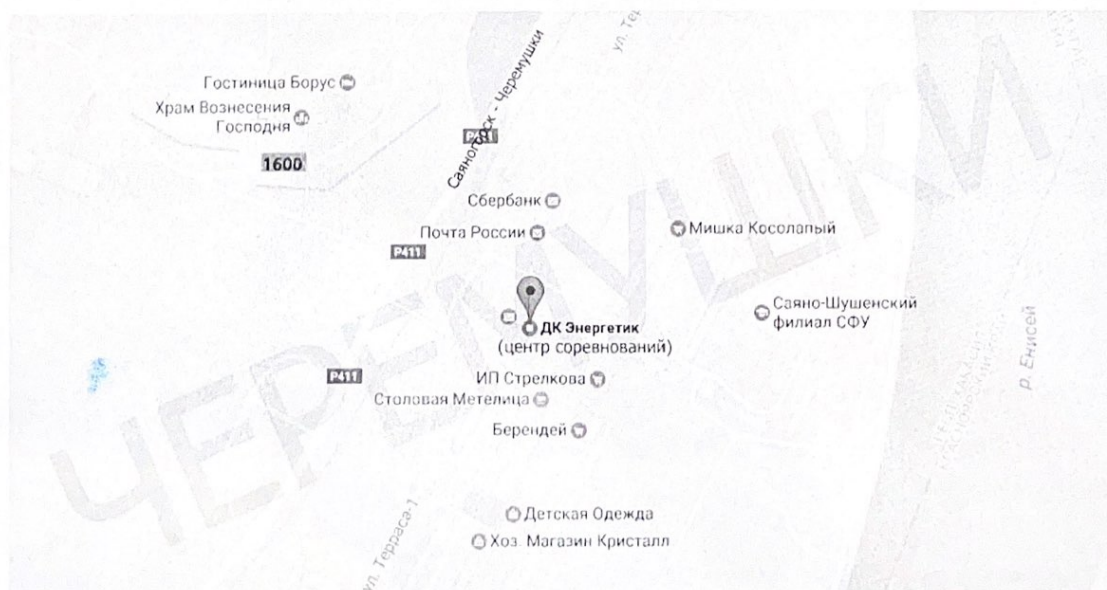 ул. Тер
Саяногорск - Черемушки
Гостиница Борус
Храм Вознесения
Господня
1600
Сбербанк
Почта России
Мишка Косолапый
Р411
ДК Энергетик
(центр соревнований)
Саяно-Шушенский
филиал СФУ
р. Енисей
Р411
ИП Стрелкова
Столовая Метелица
Берендей
ЧЕРЕМУШКИ
ул. Терраса-1
Детская Одежда
Хоз. Магазин Кристалл